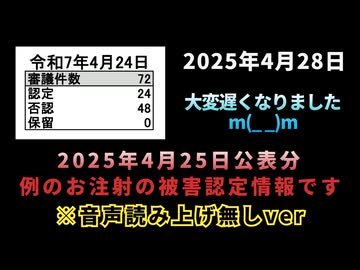 令和7年4月24日
審議件数 72
認定 24
否認 48
保留 0
2025年4月28日
大変遅くなりました
m(_ _)m
2025年4月25日公表分
例のお注射の被害認定情報です
※音声読み上げ無しver